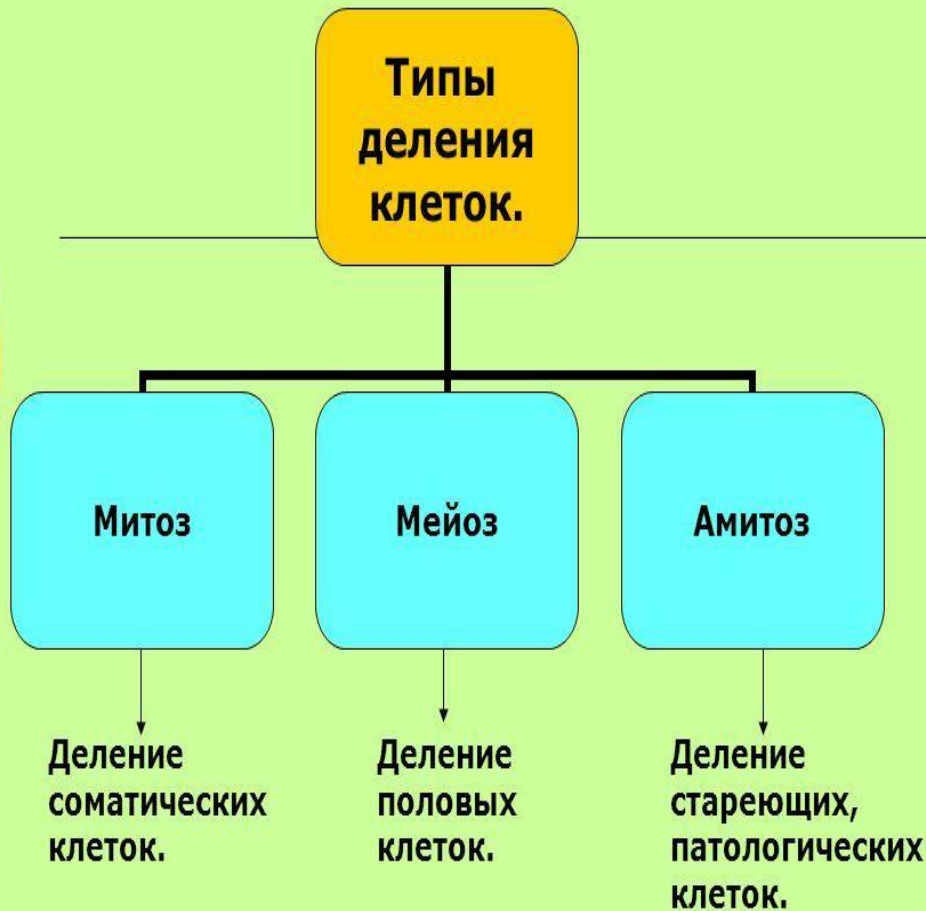 Типы
деления
клеток.
Митоз
Мейоз
Амитоз
Деление
соматических
клеток.
Деление
половых
клеток.
Деление
стареющих,
патологических
клеток.